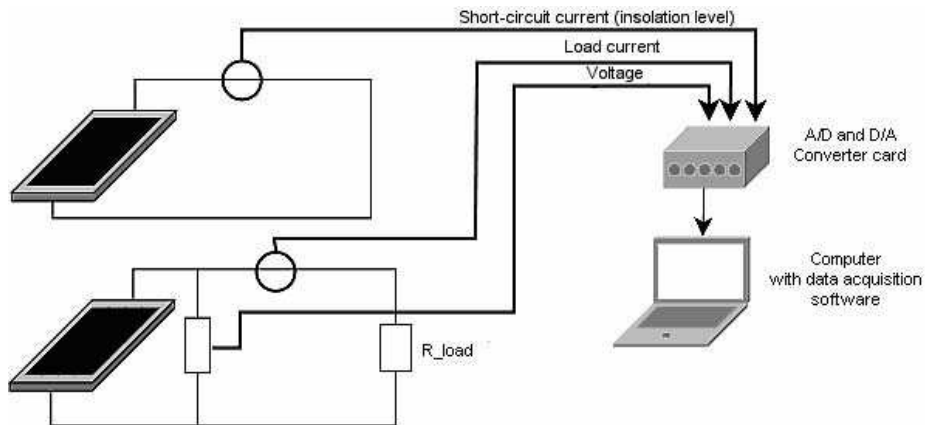 Short-circuit current (insolation level)
Load current
Voltage
A/D and D/A
Converter card
Computer
with data acquisition
software
R_load